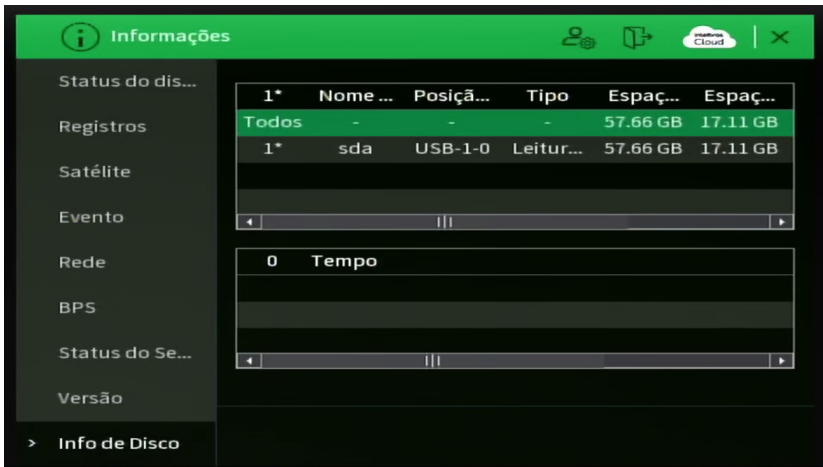 Informações
intelbras Cloud
Status do dis...
Registros
Satélite
Evento
Rede
BPS
Status do Se...
Versão
> Info de Disco
1* Nome ... Posiçã... Tipo Espaç... Espaç...
Todos - - - 57.66 GB 17.11 GB
1* sda USB-1-0 Leitur... 57.66 GB 17.11 GB
0 Tempo